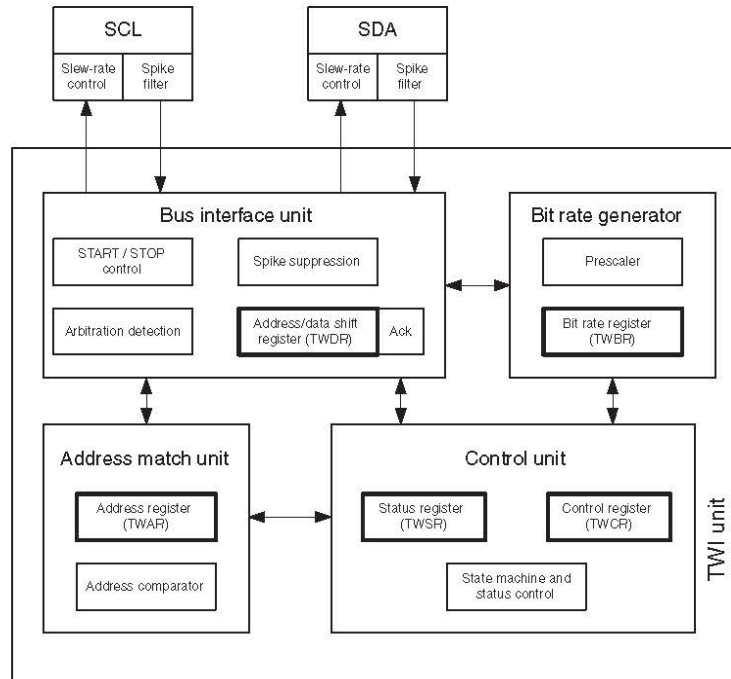 SCL
SDA
Slew-rate
control
Spike
filter
Slew-rate
control
Spike
filter
Bus interface unit
START / STOP
control
Spike suppression
Arbitration detection
Address/data shift
register (TWDR)
Ack
Bit rate generator
Prescaler
Bit rate register
(TWBR)
Address match unit
Address register
(TWAR)
Address comparator
Control unit
Status register
(TWSR)
Control register
(TWCR)
State machine and
status control
TWI unit